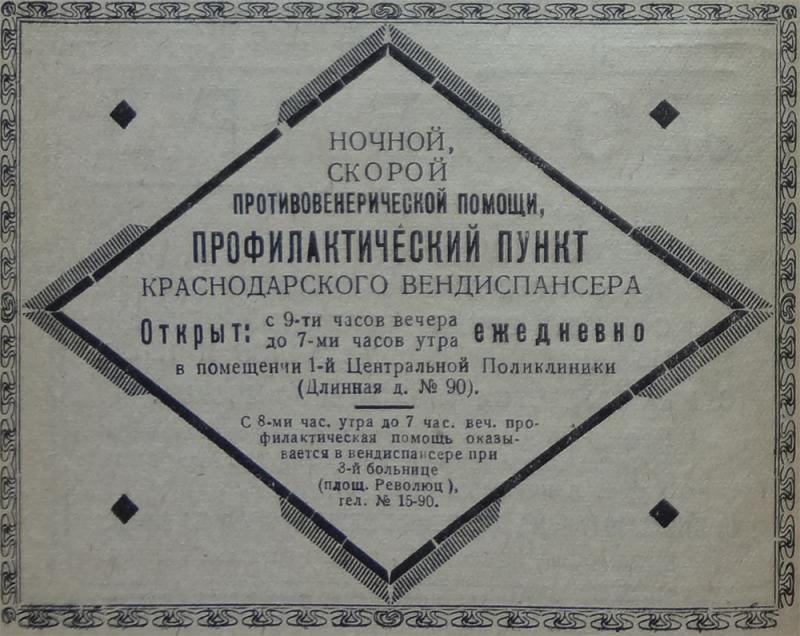 НОЧНОЙ,
СКОРОЙ
ПРОТИВОВЕНЕРИЧЕСКОЙ ПОМОЩИ,
ПРОФИЛАКТИЧЕСКИЙ ПУНКТ
КРАСНОДАРСКОГО ВЕНДИСПАНСЕРА
Открыт: с 9-ти часов вечера
до 7-ми часов утра ежедневно
в помещенчи 1-й Центральной Поликлиники
(Длинная д. № 90).
С 8-ми час. утра до 7 час. веч. про-
филактическая помощь оказы-
вается в вендиспансере при
3-й больнице
(площ. Революц),
тел. № 15-90.